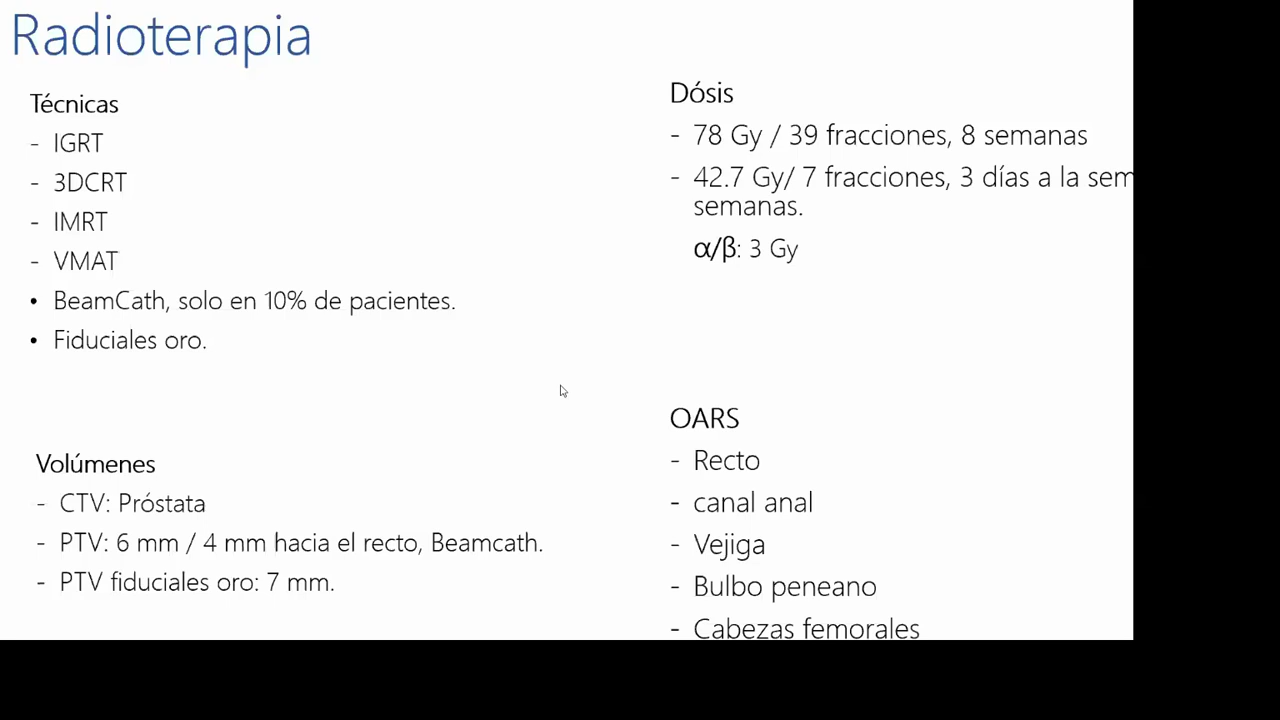 Radioterapia
Técnicas
- IGRT
- 3DCRT
- IMRT
- VMAT
• BeamCath, solo en 10% de pacientes.
• Fiduciales oro.
Volúmenes
- CTV: Próstata
- PTV: 6 mm / 4 mm hacia el recto, Beamcath.
- PTV fiduciales oro: 7 mm.
Dósis
- 78 Gy / 39 fracciones, 8 semanas
- 42.7 Gy/ 7 fracciones, 3 días a la sem
semanas.
α/β: 3 Gy
OARS
- Recto
- canal anal
- Vejiga
- Bulbo peneano
- Cabezas femorales